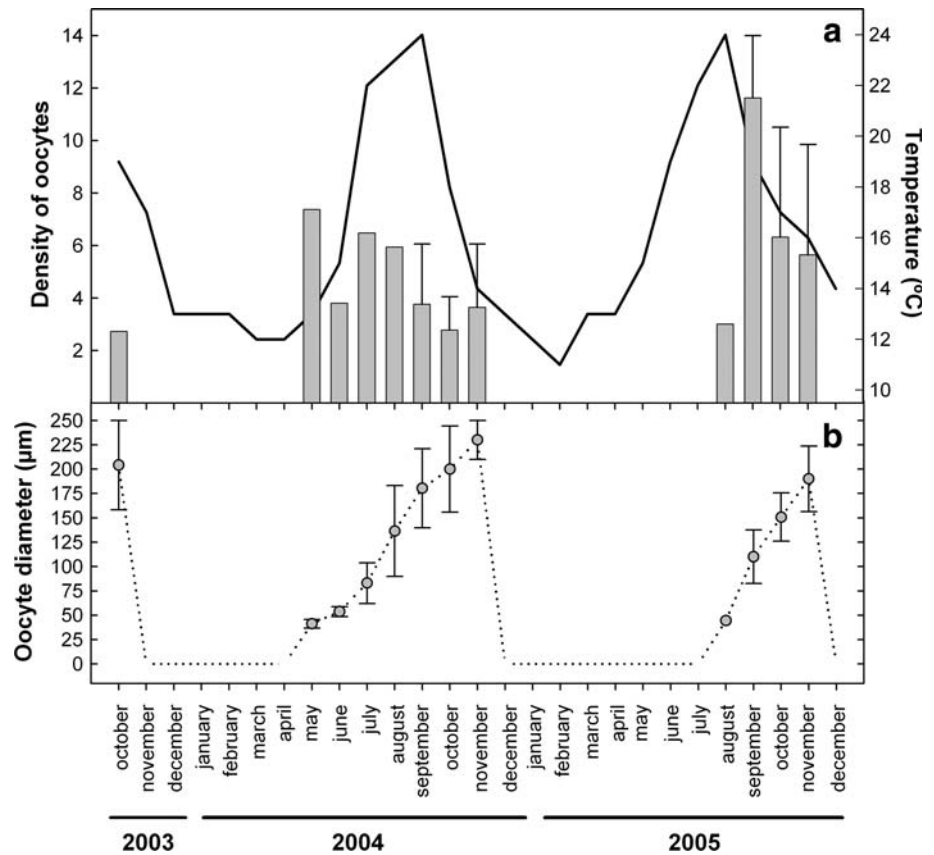 a
14
12
10
8
6
4
2
Density of oocytes
24
22
20
18
16
14
12
10
Temperature (ºC)
b
250
225
200
175
150
125
100
75
50
25
0
Oocyte diameter (µm)
october
november
december
january
february
march
april
may
june
july
august
september
october
november
december
january
february
march
april
may
june
july
august
september
october
november
december
2003 2004 2005